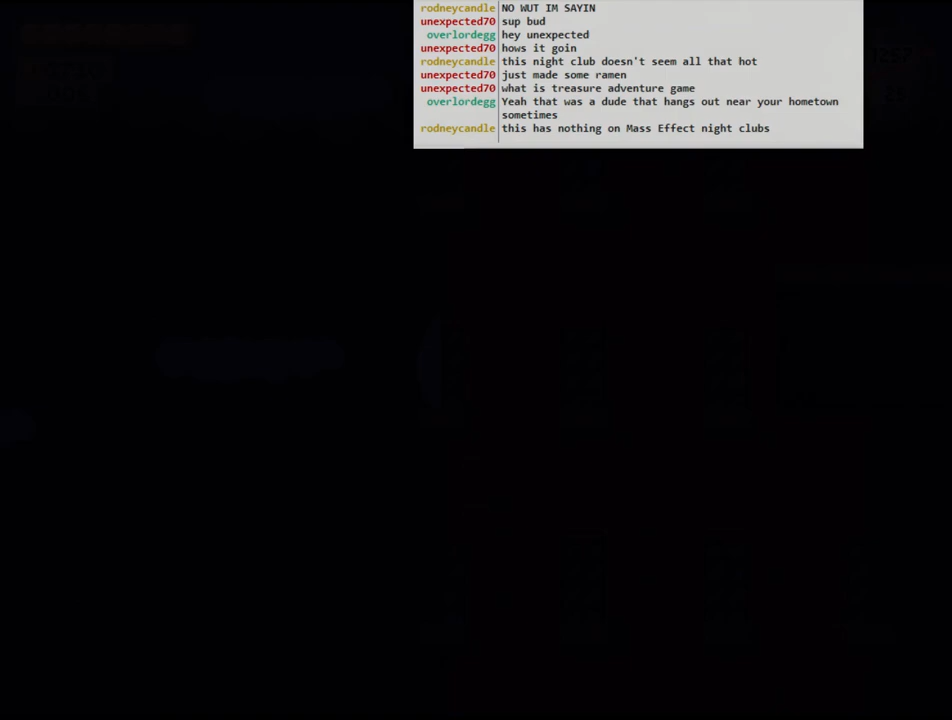 rodneycandle NO WUT IM SAYIN
unexpected70 sup bud
overlordegg hey unexpected
unexpected70 hows it goin
rodneycandle this night club doesn't seem all that hot
unexpected70 just made some ramen
unexpected70 what is treasure adventure game
overlordegg Yeah that was a dude that hangs out near your hometown
sometimes
rodneycandle this has nothing on Mass Effect night clubs